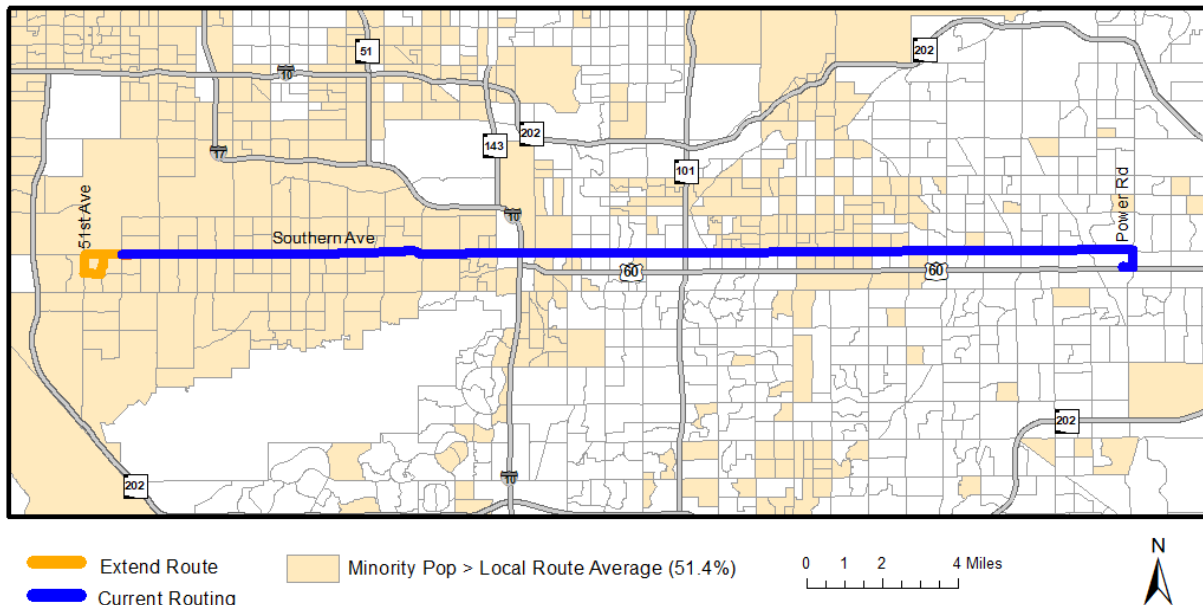 51
202
10
202
143
17
101
51st Ave
Power Rd
10
Southern Ave
60
60
202
202
10
Extend Route
Minority Pop > Local Route Average (51.4%)
0 1 2 4 Miles
N
Current Routing